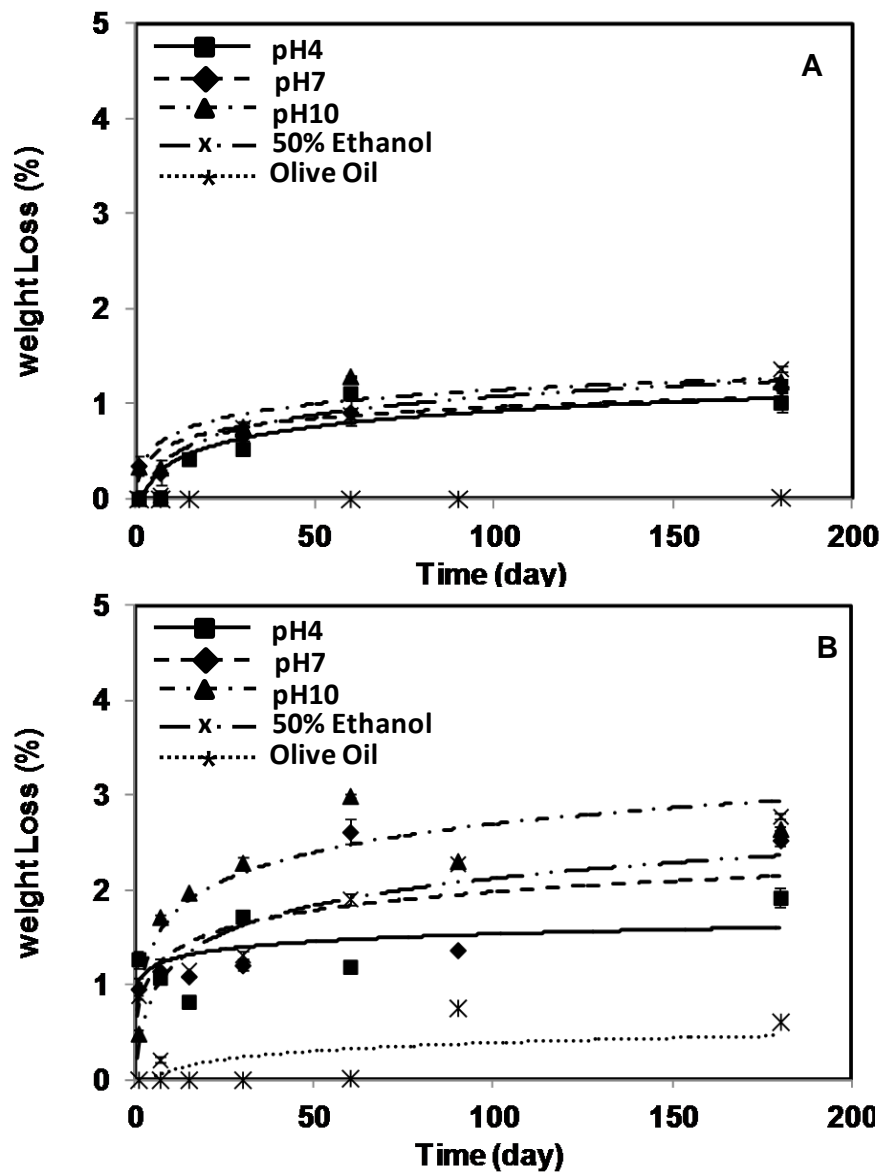 5
4
3
2
1
0
weight Loss (%)
pH4
pH7
pH10
50% Ethanol
Olive Oil
A
0
50
100
150
200
Time (day)
5
4
3
2
1
0
weight Loss (%)
pH4
pH7
pH10
50% Ethanol
Olive Oil
B
0
50
100
150
200
Time (day)